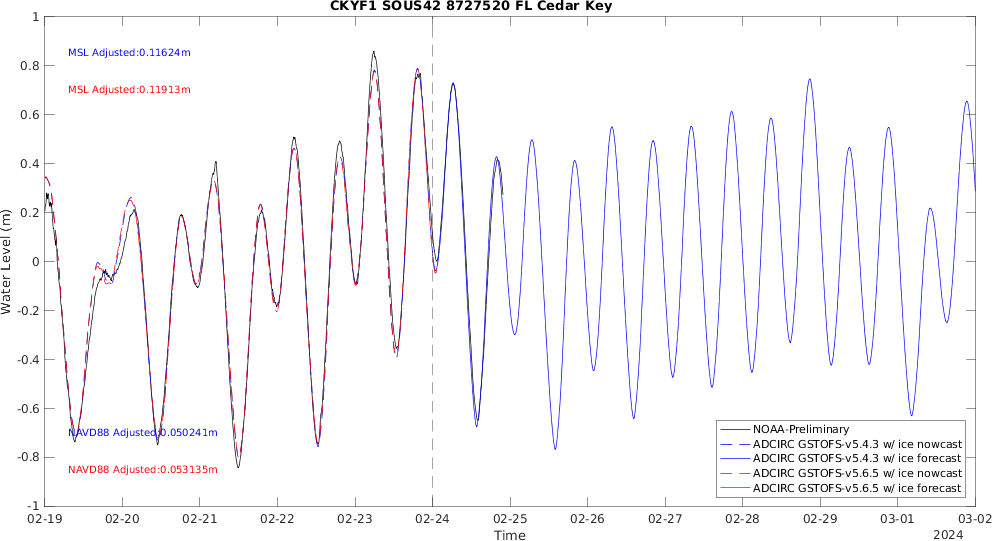 CKYF1 SOUS42 8727520 FL Cedar Key
1
0.8
0.6
0.4
0.2
0
-0.2
-0.4
-0.6
-0.8
-1
Water Level (m)
MSL Adjusted:0.11624m
MSL Adjusted:0.11913m
NAVD88 Adjusted:0.050241m
NAVD88 Adjusted:0.053135m
NOAA-Preliminary
ADCIRC GSTOFS-v5.4.3 w/ ice nowcast
ADCIRC GSTOFS-v5.4.3 w/ ice forecast
ADCIRC GSTOFS-v5.6.5 w/ ice nowcast
ADCIRC GSTOFS-v5.6.5 w/ ice forecast
02-19 02-20 02-21 02-22 02-23 02-24 02-25 02-26 02-27 02-28 02-29 03-01 03-02
Time
2024